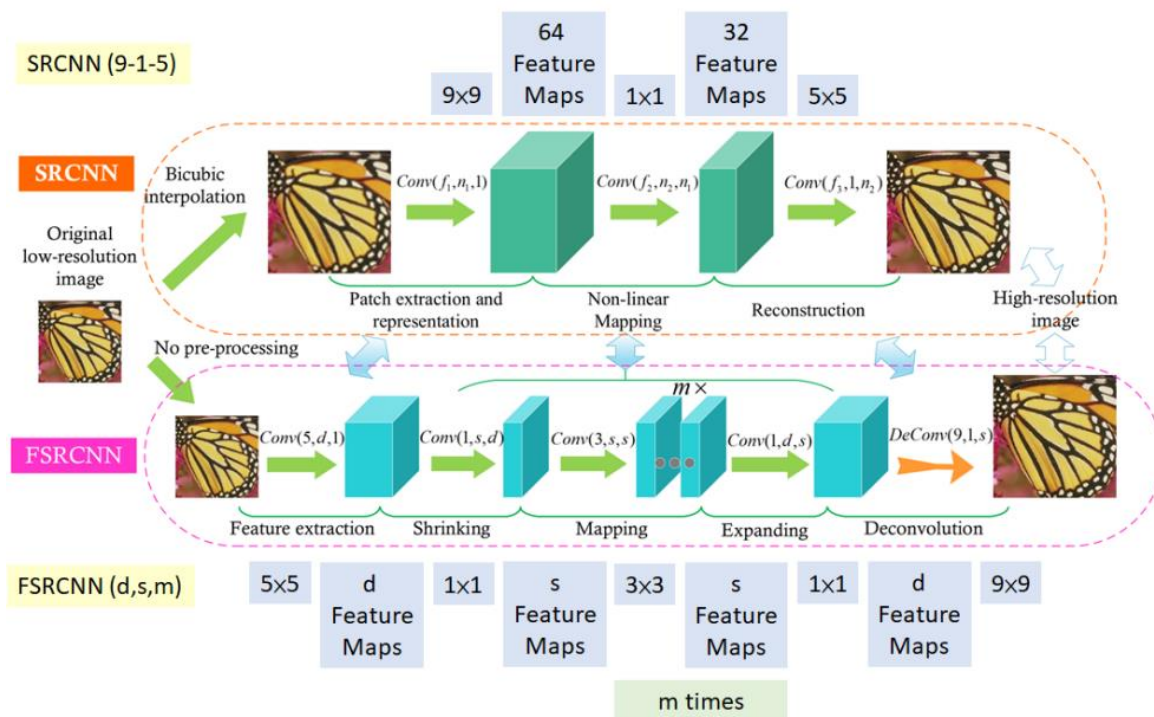 SRCNN (9-1-5)
64
Feature
Maps
32
Feature
Maps
9×9
1×1
5×5
SRCNN
Bicubic
interpolation
Conv(f₁,n₁,1)
Conv(f₂,n₂,n₁)
Conv(f₃,1,n₂)
Original
low-resolution
image
Patch extraction and
representation
Non-linear
Mapping
Reconstruction
High-resolution
image
No pre-processing
m ×
FSRCNN
Conv(5,d,1)
Conv(1,s,d)
Conv(3,s,s)
Conv(1,d,s)
DeConv(9,1,s)
Feature extraction
Shrinking
Mapping
Expanding
Deconvolution
FSRCNN (d,s,m)
5×5
d
Feature
Maps
1×1
s
Feature
Maps
3×3
s
Feature
Maps
1×1
d
Feature
Maps
9×9
m times